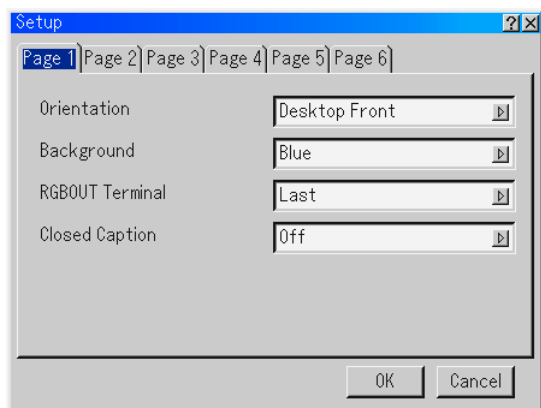 Setup
Page 1 Page 2 Page 3 Page 4 Page 5 Page 6
Orientation Desktop Front
Background Blue
RGBOUT Terminal Last
Closed Caption Off
OK Cancel